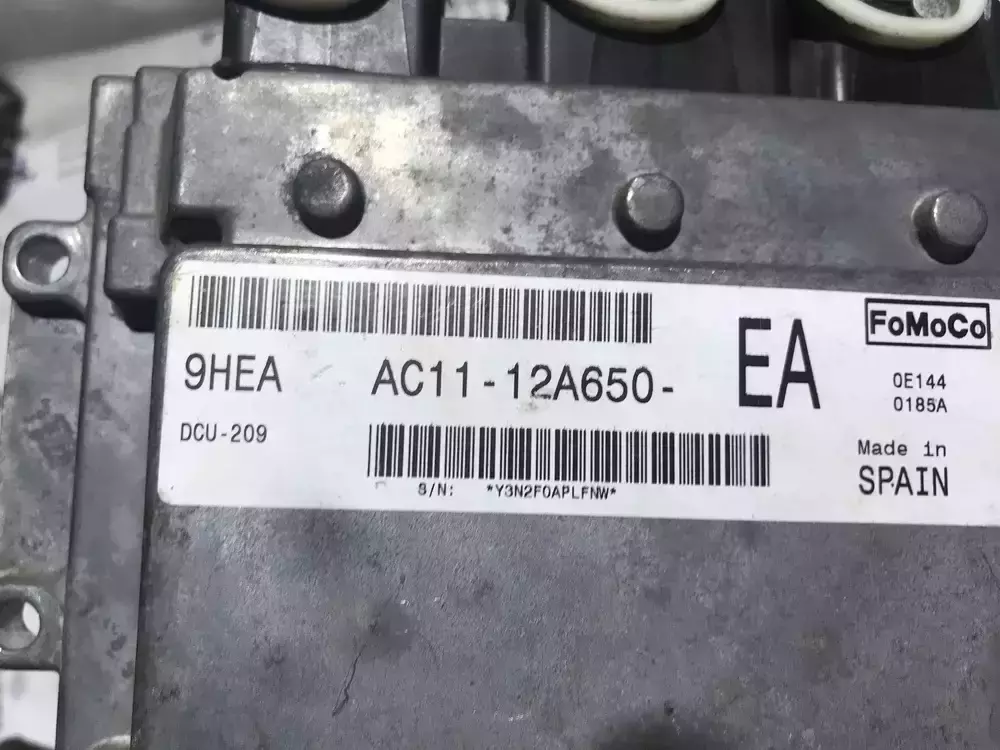 FoMoCo
9HEA AC11-12A650- EA
0E144
0185A
DCU-209
Made in
SPAIN
S/N: *Y3N2F0APLFNW*